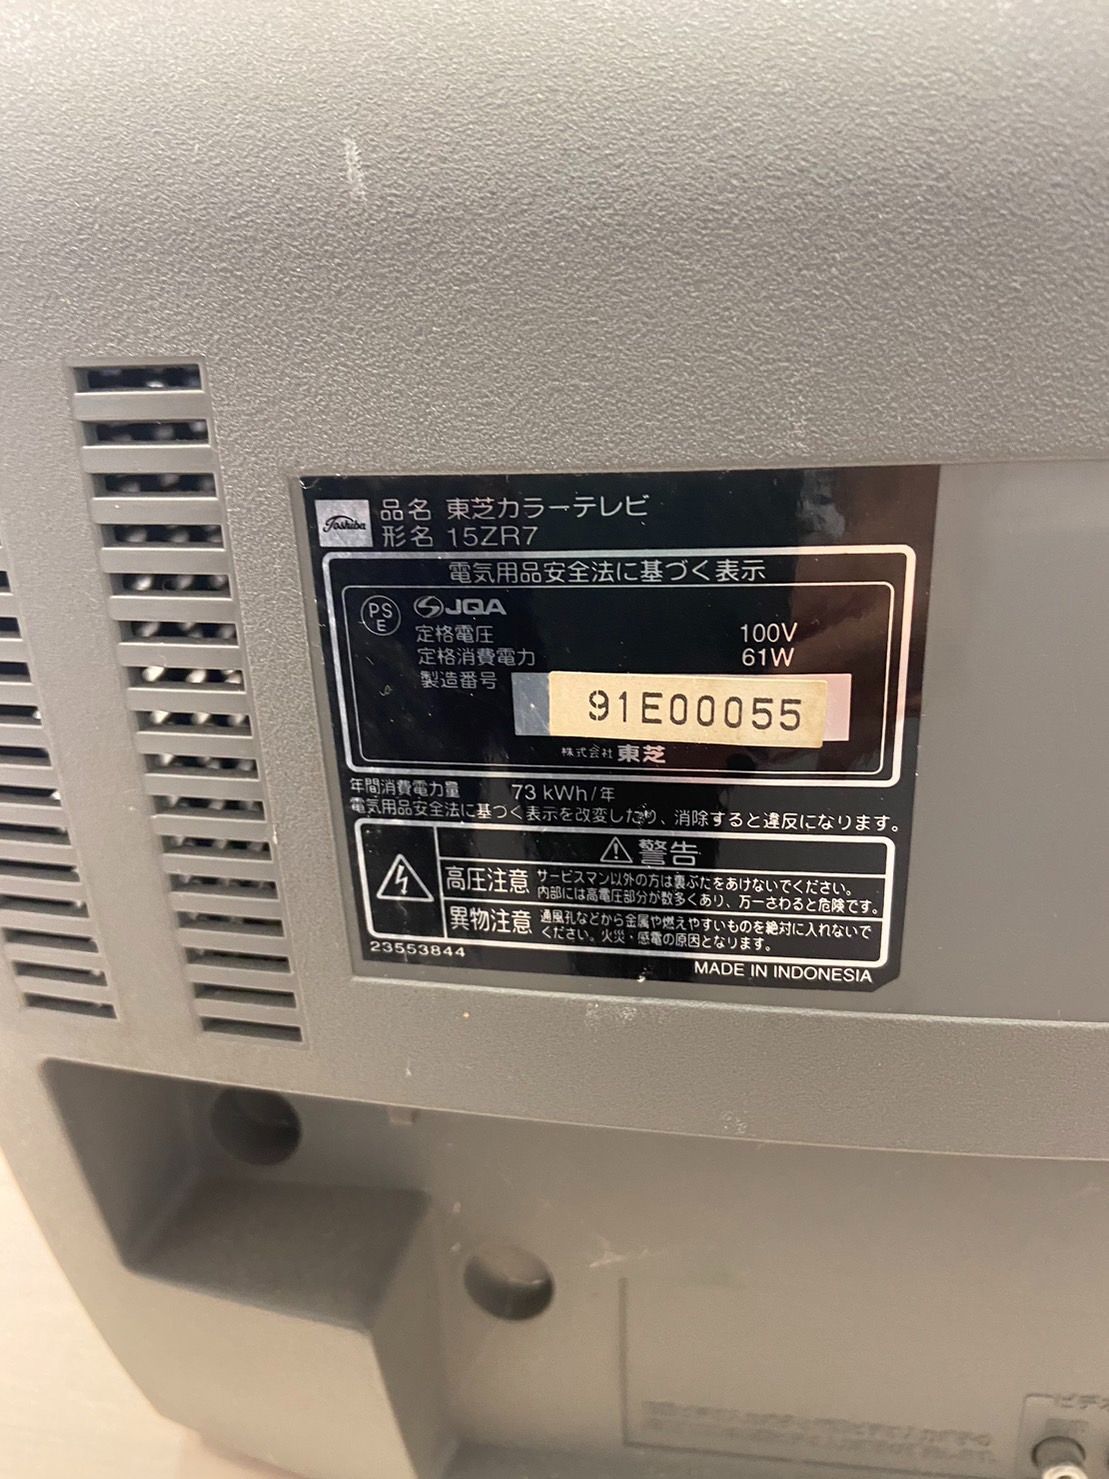 Toshiba
品名 東芝カラーテレビ
形名 15ZR7
電気用品安全法に基づく表示
PS
E
JQA
定格電圧 100V
定格消費電力 61W
製造番号 91E00055
株式会社 東芝
年間消費電力量 73 kWh/年
電気用品安全法に基づく表示を改変したり、消除すると違反になります。
警告
高圧注意 サービスマン以外の方は裏ぶたをあけないでください。
内部には高電圧部分が数多くあり、万一さわると危険です。
異物注意 通風孔などから金属や燃えやすいものを絶対に入れないで
ください。火災・感電の原因となります。
23553844
MADE IN INDONESIA
ビデオ